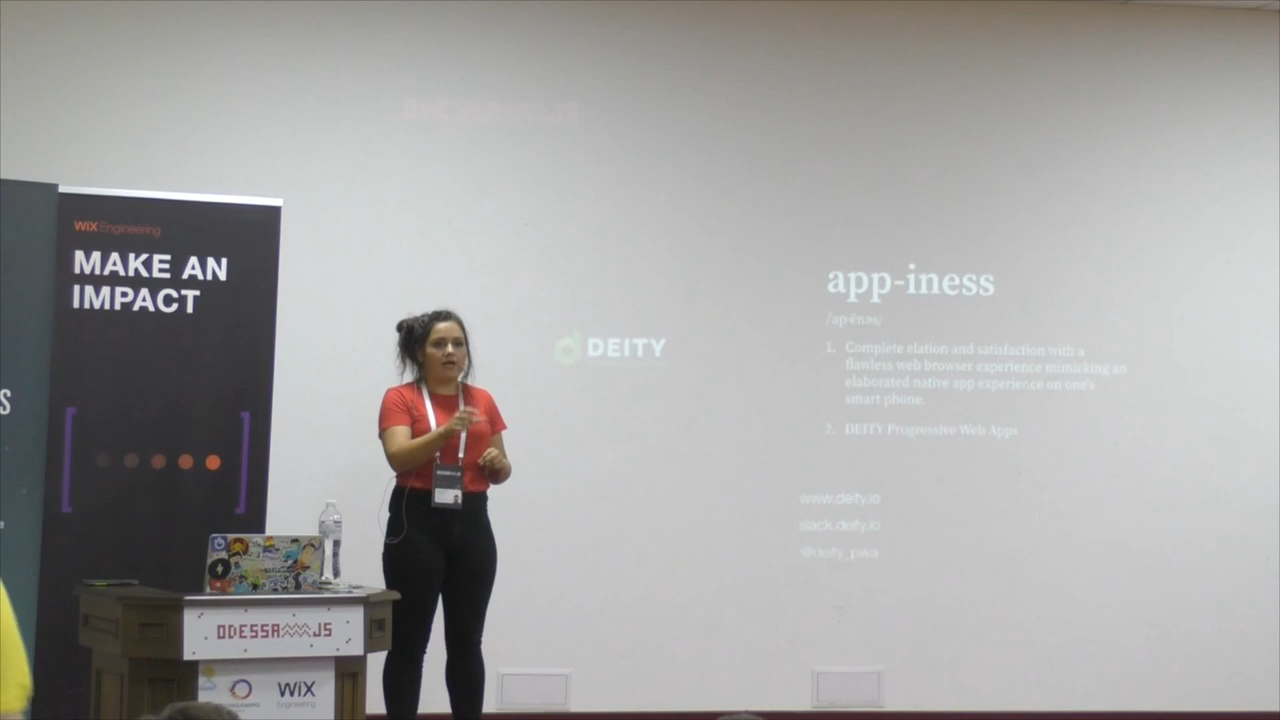 WiX Engineering
MAKE AN
IMPACT
S
e
DEITY
app-iness
1. Complete elation and satisfaction with a
flawless web browser experience mimicking an
elaborated native app experience on one's
smart phone.
2. DEITY Progressive Web Apps
www.deity.io
slack.deity.io
@deity_pwa
ODESSA JS
WiX
Engineering